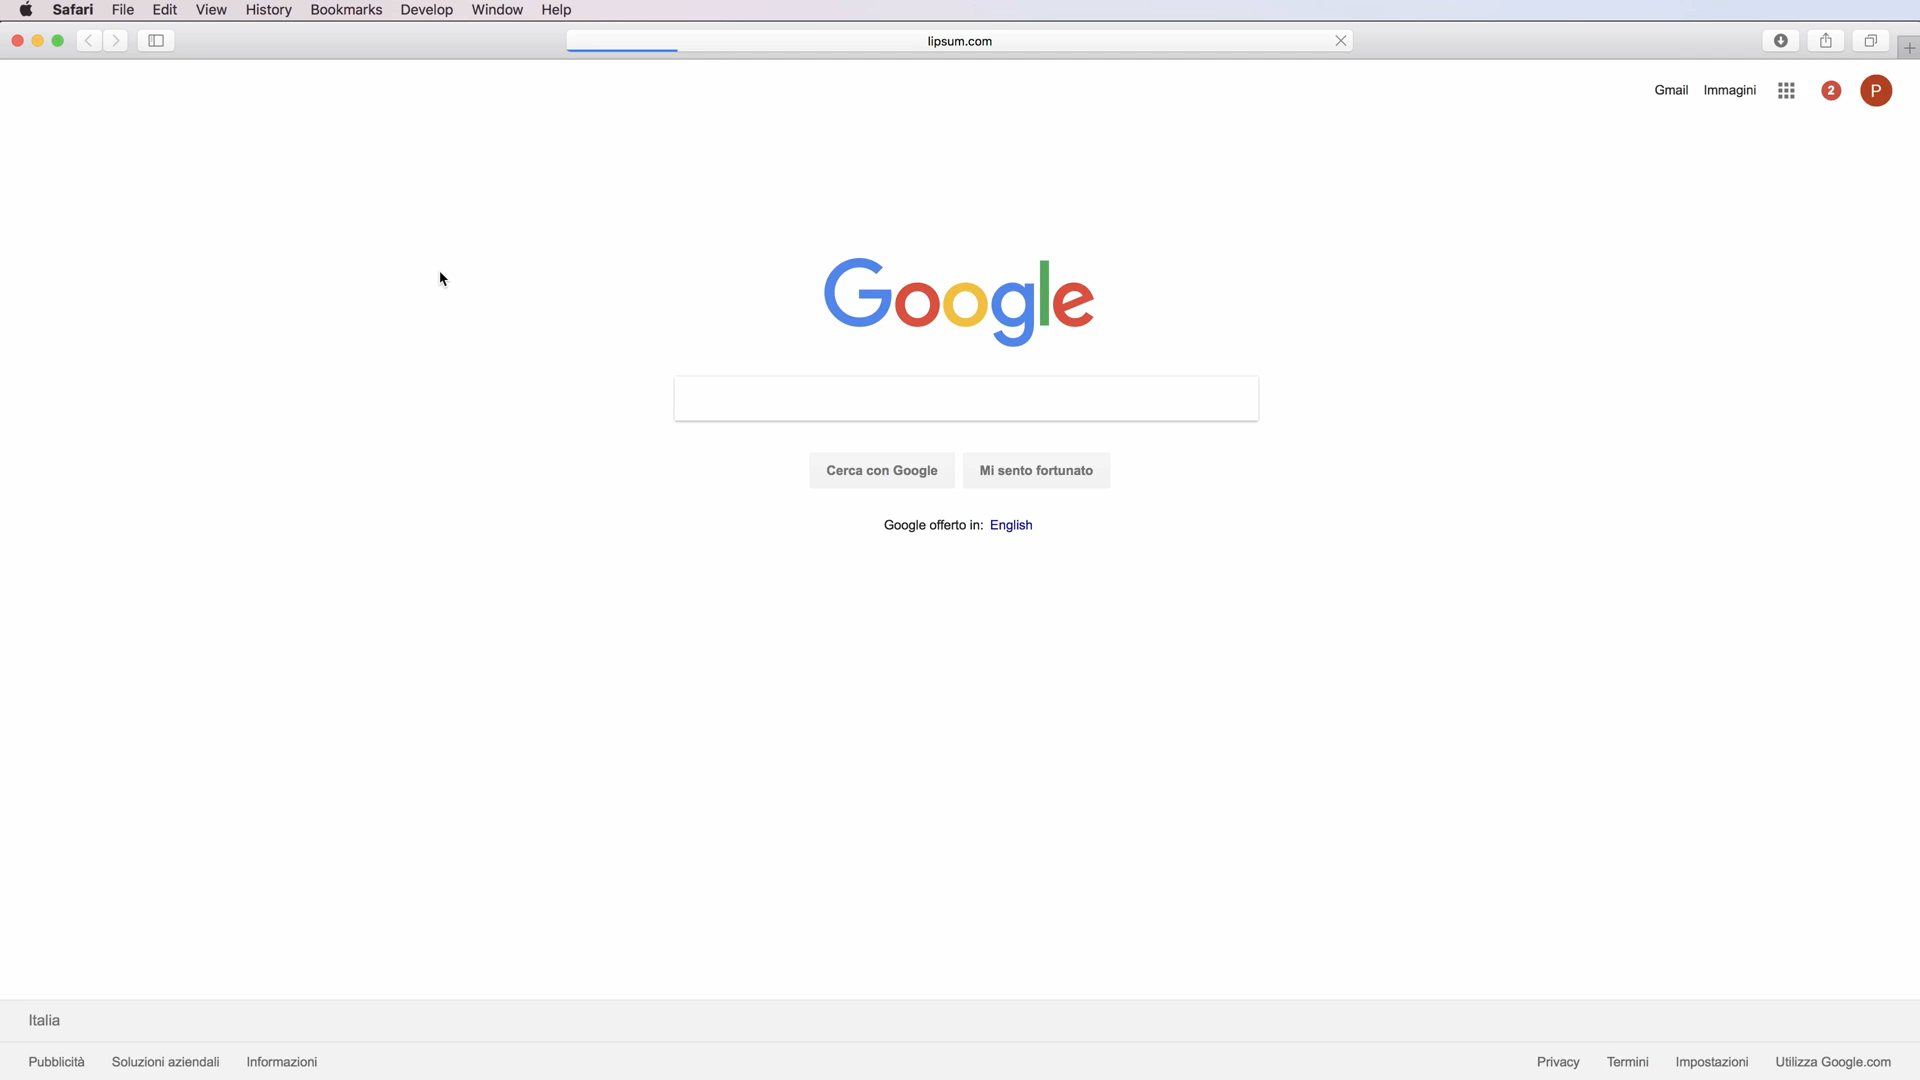 Safari File Edit View History Bookmarks Develop Window Help
lipsum.com
Gmail Immagini 2 P
Google
Cerca con Google Mi sento fortunato
Google offerto in: English
Italia
Pubblicità Soluzioni aziendali Informazioni Privacy Termini Impostazioni Utilizza Google.com